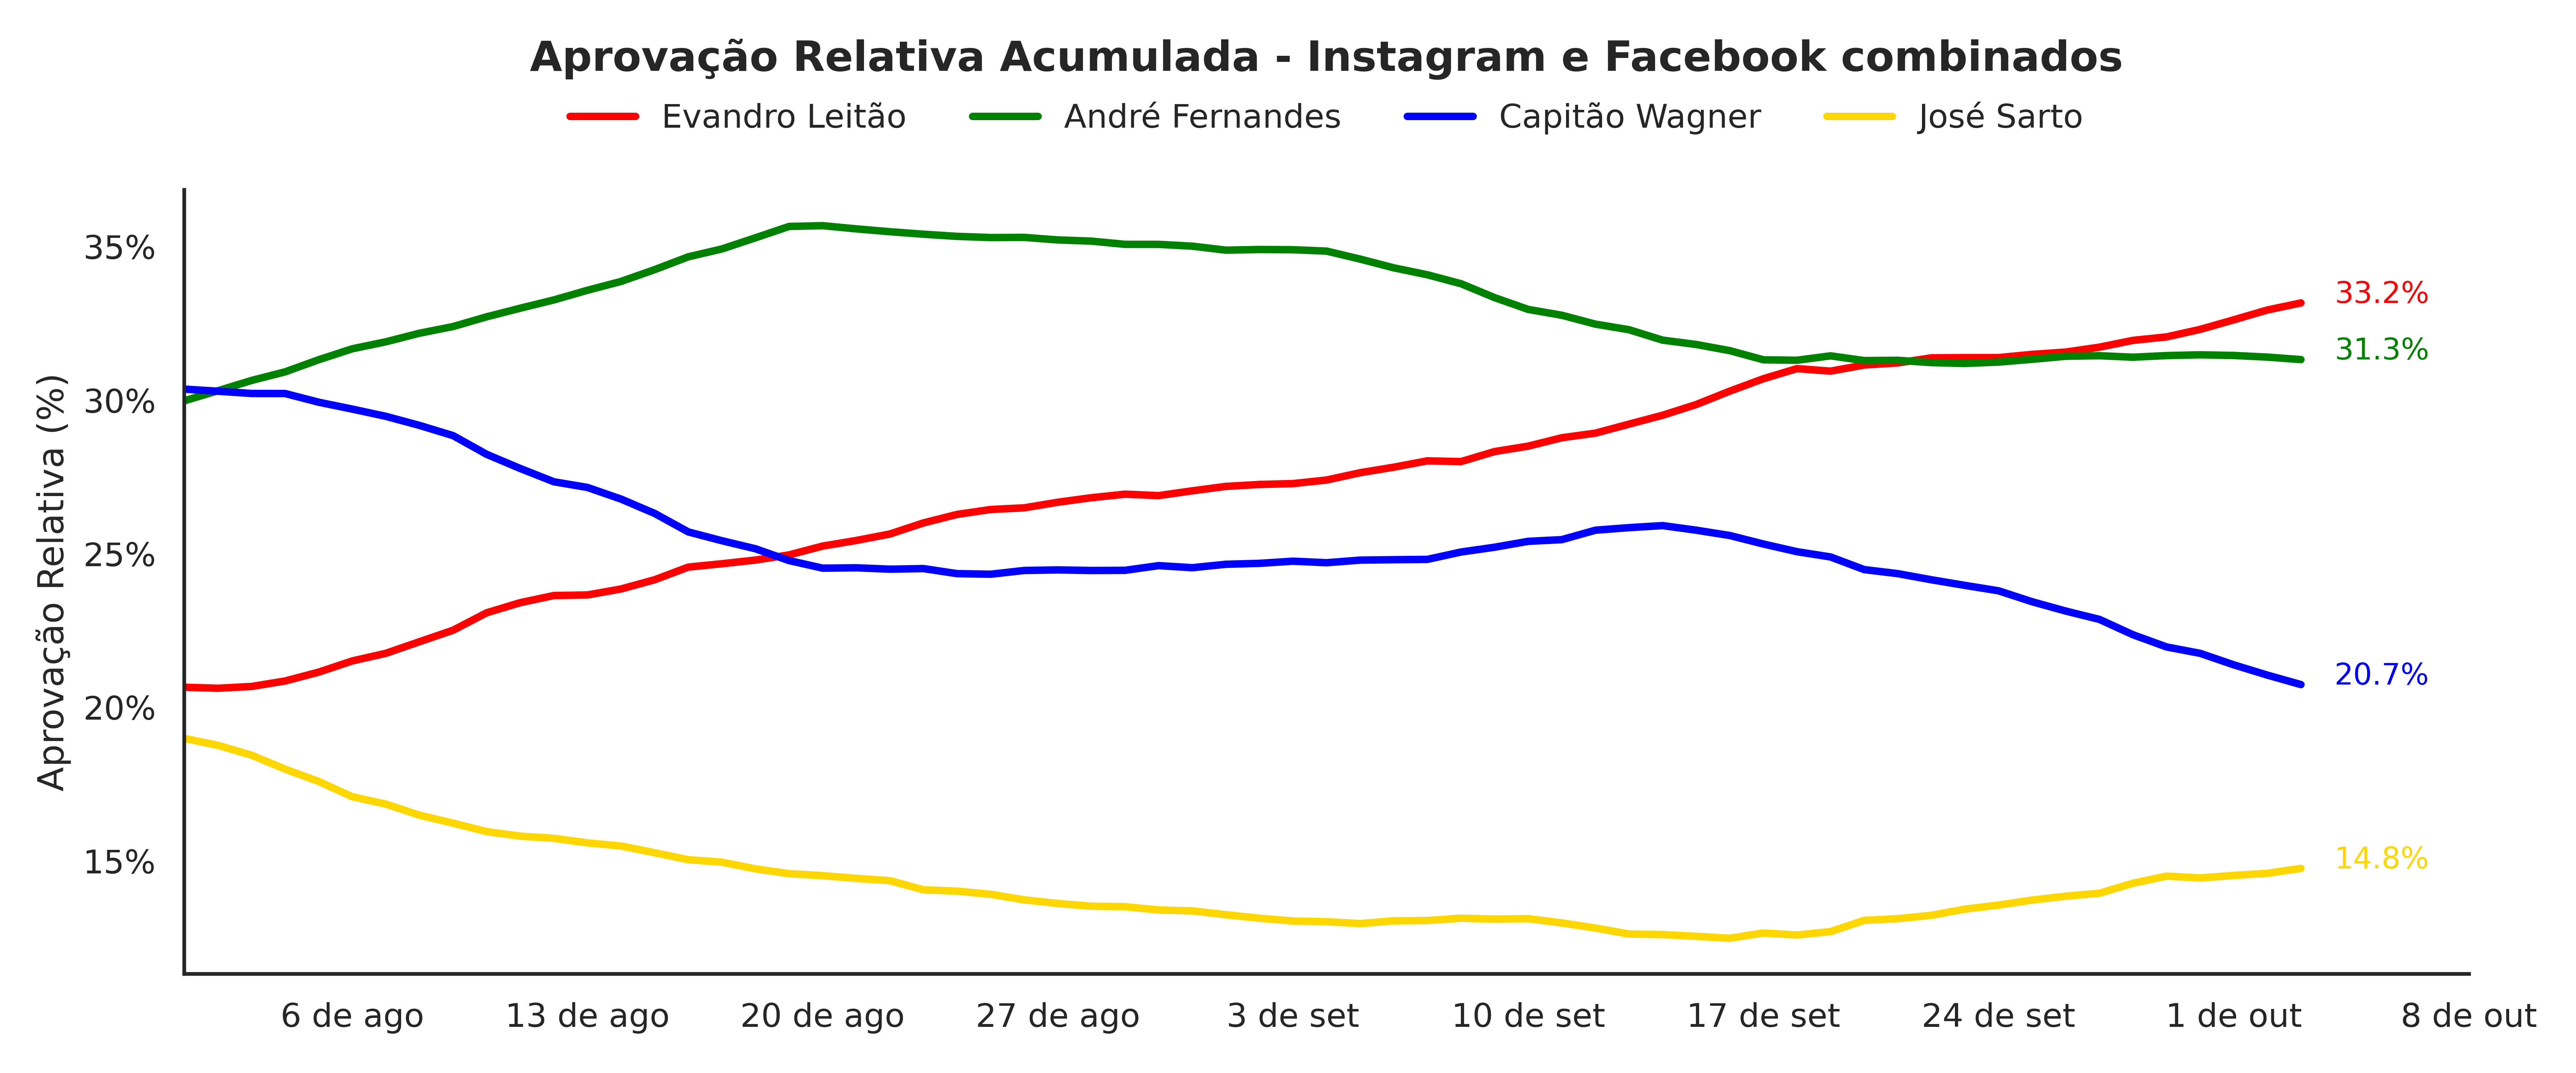 Aprovação Relativa Acumulada - Instagram e Facebook combinados
Evandro Leitão André Fernandes Capitão Wagner José Sarto
Aprovação Relativa (%)
35%
30%
25%
20%
15%
33.2%
31.3%
20.7%
14.8%
6 de ago 13 de ago 20 de ago 27 de ago 3 de set 10 de set 17 de set 24 de set 1 de out 8 de out